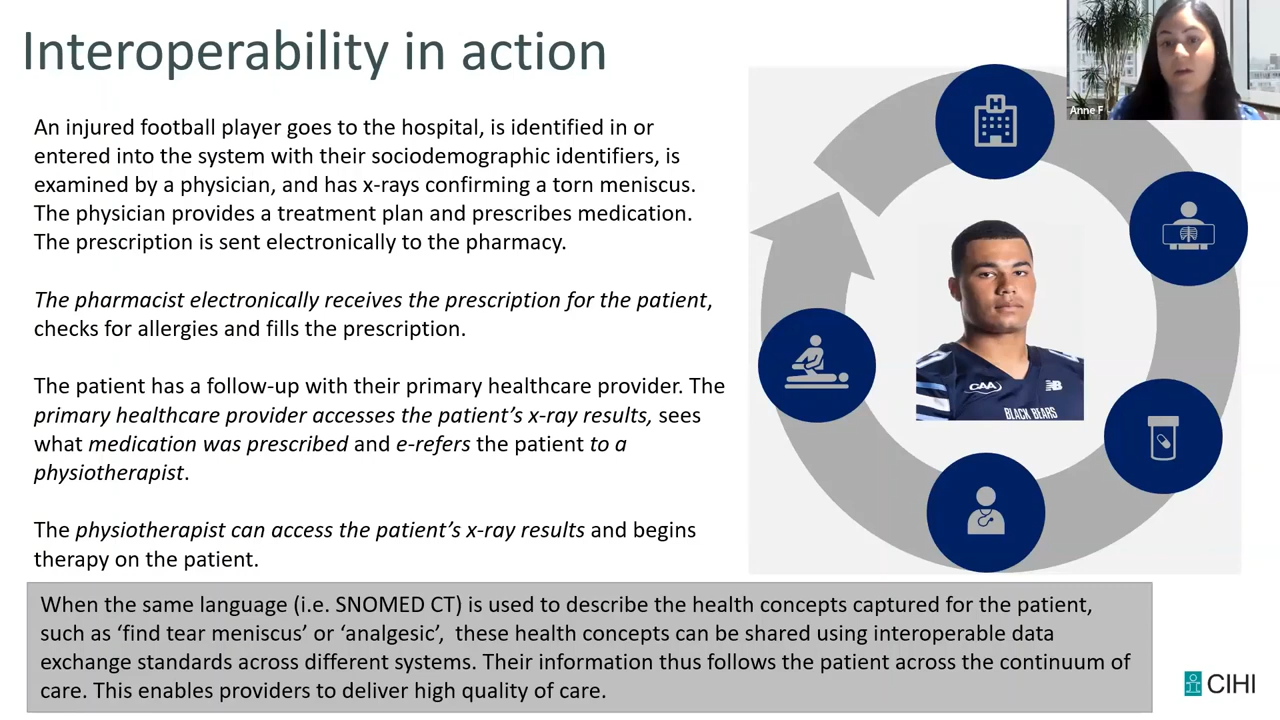 Interoperability in action
An injured football player goes to the hospital, is identified in or
entered into the system with their sociodemographic identifiers, is
examined by a physician, and has x-rays confirming a torn meniscus.
The physician provides a treatment plan and prescribes medication.
The prescription is sent electronically to the pharmacy.
The pharmacist electronically receives the prescription for the patient,
checks for allergies and fills the prescription.
The patient has a follow-up with their primary healthcare provider. The
primary healthcare provider accesses the patient’s x-ray results, sees
what medication was prescribed and e-refers the patient to a
physiotherapist.
The physiotherapist can access the patient’s x-ray results and begins
therapy on the patient.
When the same language (i.e. SNOMED CT) is used to describe the health concepts captured for the patient,
such as ‘find tear meniscus’ or ‘analgesic’, these health concepts can be shared using interoperable data
exchange standards across different systems. Their information thus follows the patient across the continuum of
care. This enables providers to deliver high quality of care.
H
Anne F
CAA
NB
BLACK BEARS
CIHI